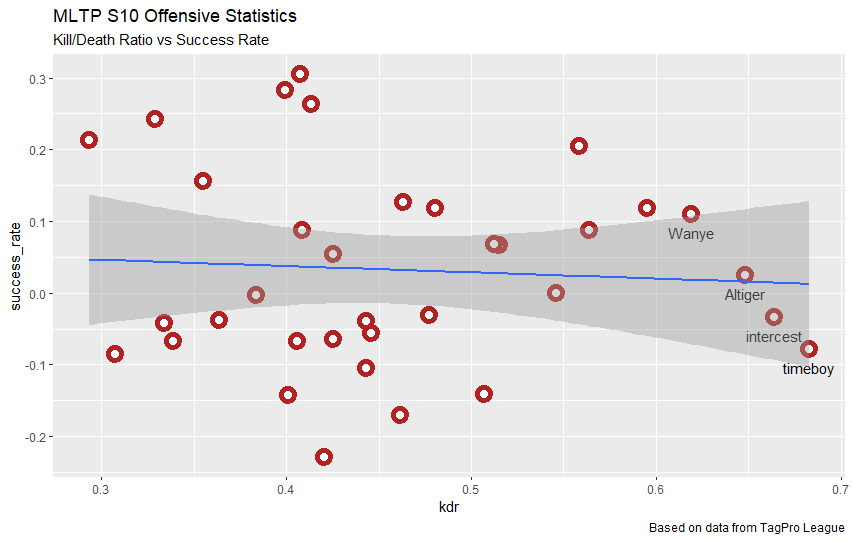 MLTP S10 Offensive Statistics
Kill/Death Ratio vs Success Rate
0.3
0.2
0.1
0.0
-0.1
-0.2
success_rate
Wanye
Altiger
intercest
timeboy
0.3
0.4
0.5
0.6
0.7
kdr
Based on data from TagPro League